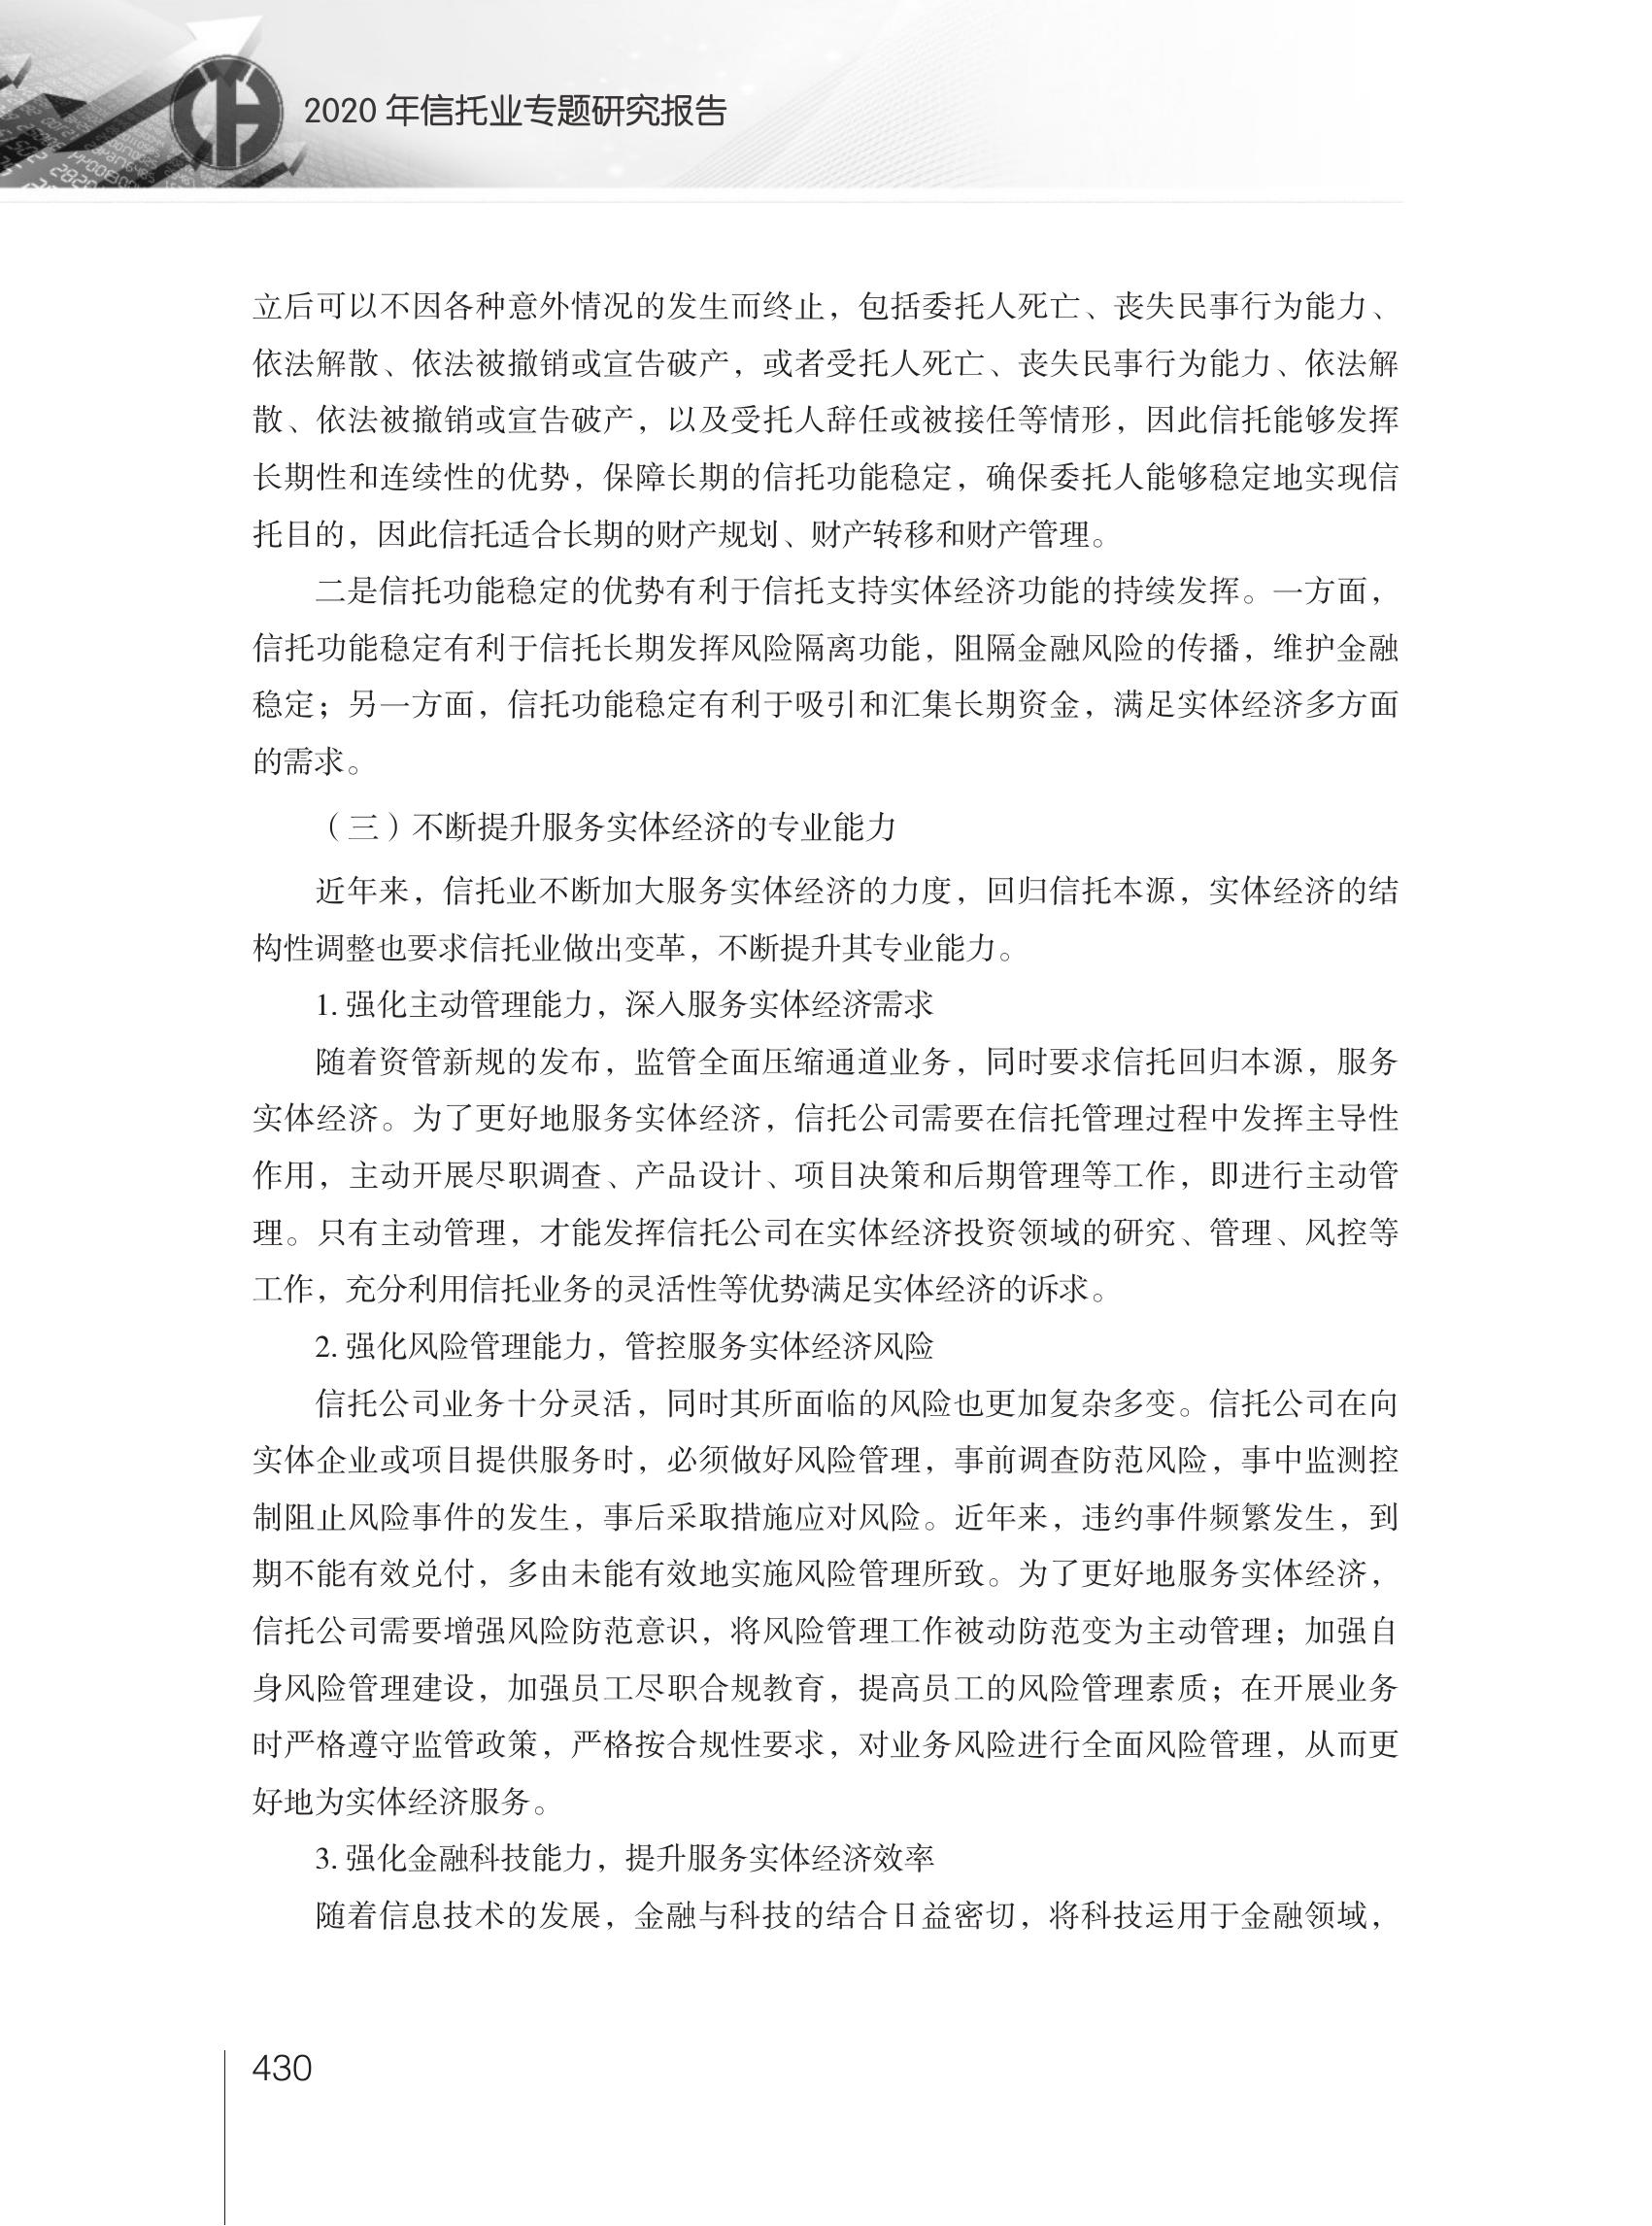 2020 年信托业专题研究报告
立后可以不因各种意外情况的发生而终止，包括委托人死亡、丧失民事行为能力、
依法解散、依法被撤销或宣告破产，或者受托人死亡、丧失民事行为能力、依法解
散、依法被撤销或宣告破产，以及受托人辞任或被接任等情形，因此信托能够发挥
长期性和连续性的优势，保障长期的信托功能稳定，确保委托人能够稳定地实现信
托目的，因此信托适合长期的财产规划、财产转移和财产管理。
二是信托功能稳定的优势有利于信托支持实体经济功能的持续发挥。一方面，
信托功能稳定有利于信托长期发挥风险隔离功能，阻隔金融风险的传播，维护金融
稳定；另一方面，信托功能稳定有利于吸引和汇集长期资金，满足实体经济多方面
的需求。
（三）不断提升服务实体经济的专业能力
近年来，信托业不断加大服务实体经济的力度，回归信托本源，实体经济的结
构性调整也要求信托业做出变革，不断提升其专业能力。
1. 强化主动管理能力，深入服务实体经济需求
随着资管新规的发布，监管全面压缩通道业务，同时要求信托回归本源，服务
实体经济。为了更好地服务实体经济，信托公司需要在信托管理过程中发挥主导性
作用，主动开展尽职调查、产品设计、项目决策和后期管理等工作，即进行主动管
理。只有主动管理，才能发挥信托公司在实体经济投资领域的研究、管理、风控等
工作，充分利用信托业务的灵活性等优势满足实体经济的诉求。
2. 强化风险管理能力，管控服务实体经济风险
信托公司业务十分灵活，同时其所面临的风险也更加复杂多变。信托公司在向
实体企业或项目提供服务时，必须做好风险管理，事前调查防范风险，事中监测控
制阻止风险事件的发生，事后采取措施应对风险。近年来，违约事件频繁发生，到
期不能有效兑付，多由未能有效地实施风险管理所致。为了更好地服务实体经济，
信托公司需要增强风险防范意识，将风险管理工作被动防范变为主动管理；加强自
身风险管理建设，加强员工尽职合规教育，提高员工的风险管理素质；在开展业务
时严格遵守监管政策，严格按合规性要求，对业务风险进行全面风险管理，从而更
好地为实体经济服务。
3. 强化金融科技能力，提升服务实体经济效率
随着信息技术的发展，金融与科技的结合日益密切，将科技运用于金融领域，
430